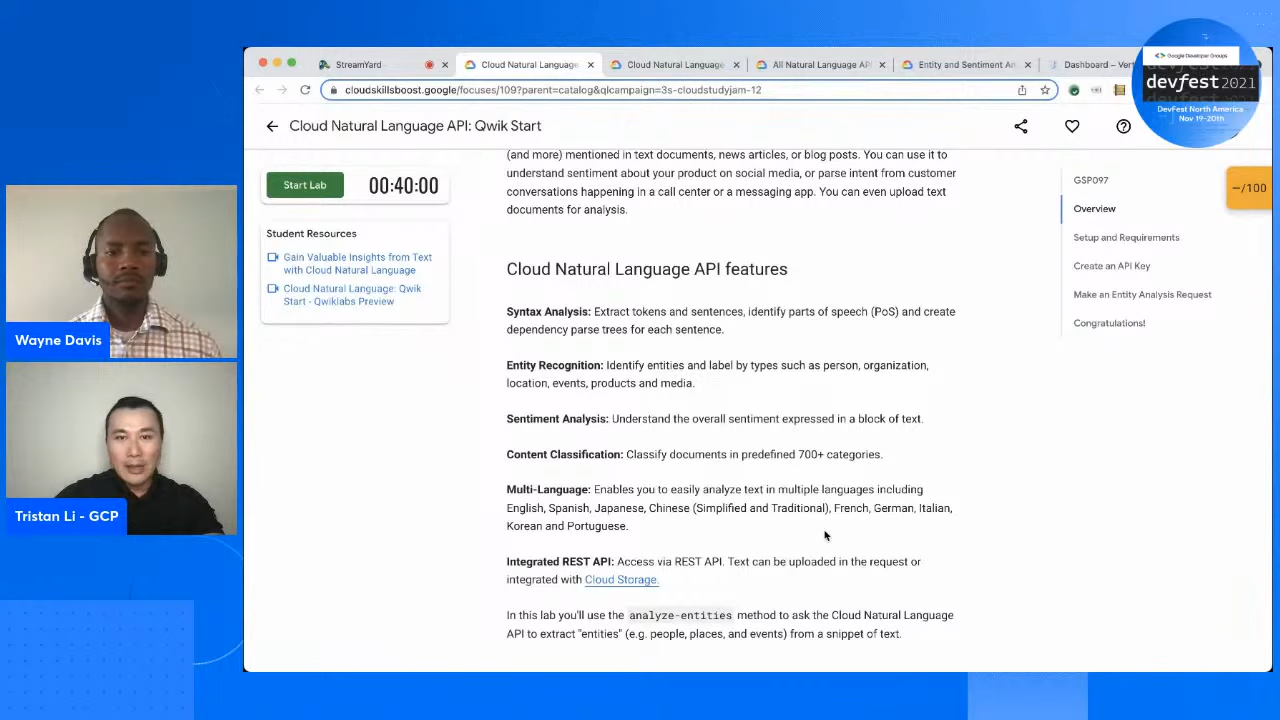 StreamYard
Cloud Natural Language
Cloud Natural Language
All Natural Language API
Entity and Sentiment An
Dashboard – Ver
cloudskillsboost.google/focuses/109?parent=catalog&qlcampaign=3s-cloudstudyjam-12
Google Developer Groups
devfest 2021
DevFest North America
Nov 19-20th
Cloud Natural Language API: Qwik Start
Start Lab
00:40:00
Student Resources
Gain Valuable Insights from Text
with Cloud Natural Language
Cloud Natural Language: Qwik
Start - Qwiklabs Preview
(and more) mentioned in text documents, news articles, or blog posts. You can use it to
understand sentiment about your product on social media, or parse intent from customer
conversations happening in a call center or a messaging app. You can even upload text
documents for analysis.
Cloud Natural Language API features
Syntax Analysis: Extract tokens and sentences, identify parts of speech (PoS) and create
dependency parse trees for each sentence.
Entity Recognition: Identify entities and label by types such as person, organization,
location, events, products and media.
Sentiment Analysis: Understand the overall sentiment expressed in a block of text.
Content Classification: Classify documents in predefined 700+ categories.
Multi-Language: Enables you to easily analyze text in multiple languages including
English, Spanish, Japanese, Chinese (Simplified and Traditional), French, German, Italian,
Korean and Portuguese.
Integrated REST API: Access via REST API. Text can be uploaded in the request or
integrated with Cloud Storage.
In this lab you'll use the analyze-entities method to ask the Cloud Natural Language
API to extract "entities" (e.g. people, places, and events) from a snippet of text.
GSP097
Overview
Setup and Requirements
Create an API Key
Make an Entity Analysis Request
Congratulations!
–/100
Wayne Davis
Tristan Li - GCP